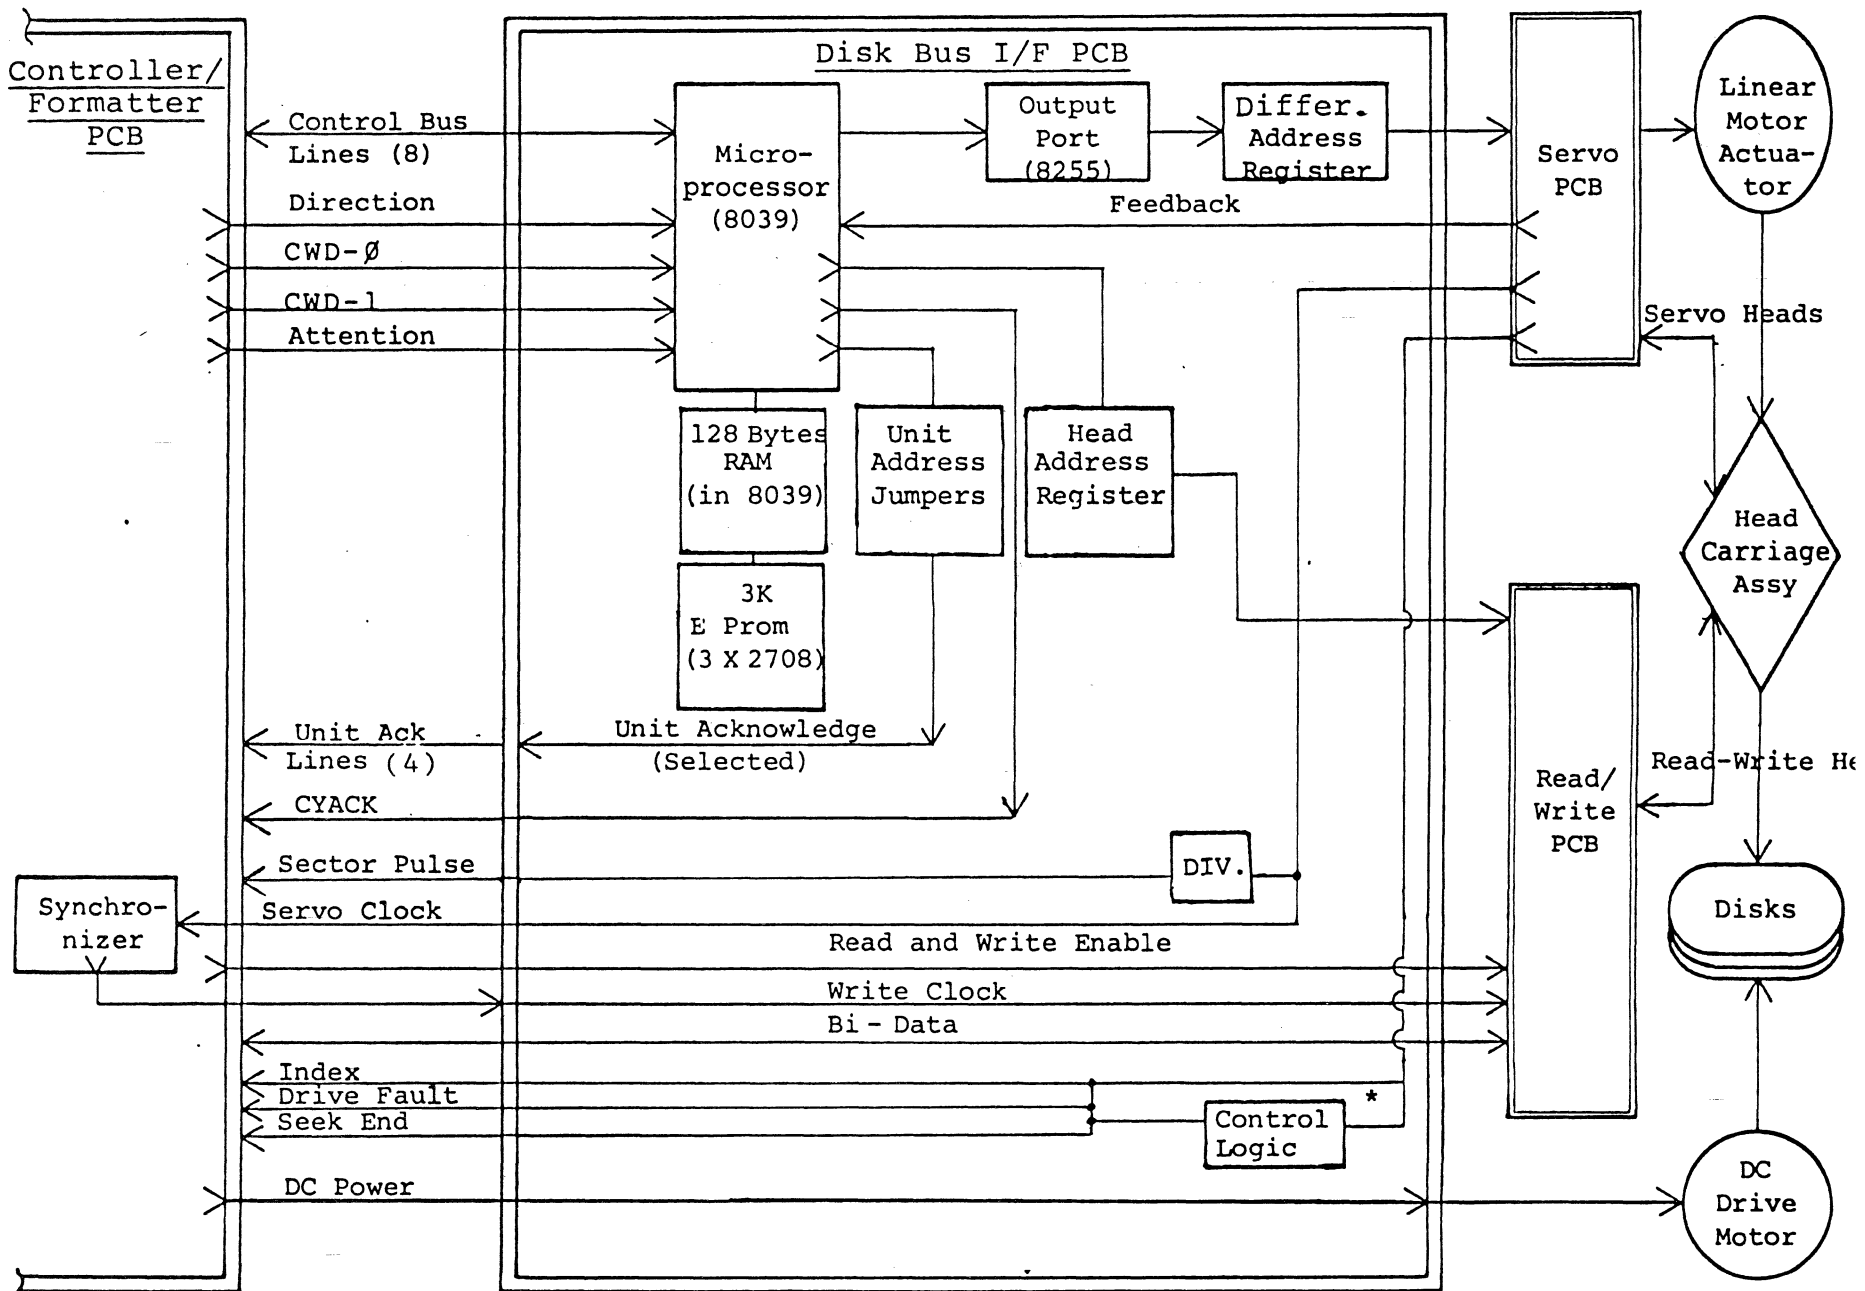 Controller/
Formatter
PCB
Disk Bus I/F PCB
Control Bus
Lines (8)
Direction
CWD-Ø
CWD-1
Attention
Micro-
processor
(8039)
Output
Port
(8255)
Differ.
Address
Register
Servo
PCB
Linear
Motor
Actua-
tor
Feedback
Servo Heads
128 Bytes
RAM
(in 8039)
Unit
Address
Jumpers
Head
Address
Register
3K
E Prom
(3 X 2708)
Head
Carriage
Assy
Unit Ack
Lines (4)
Unit Acknowledge
(Selected)
CYACK
Read/
Write
PCB
Read-Write He
Sector Pulse
DIV.
Synchro-
nizer
Servo Clock
Disks
Read and Write Enable
Write Clock
Bi-Data
Index
Drive Fault
Seek End
*
Control
Logic
DC Power
DC
Drive
Motor